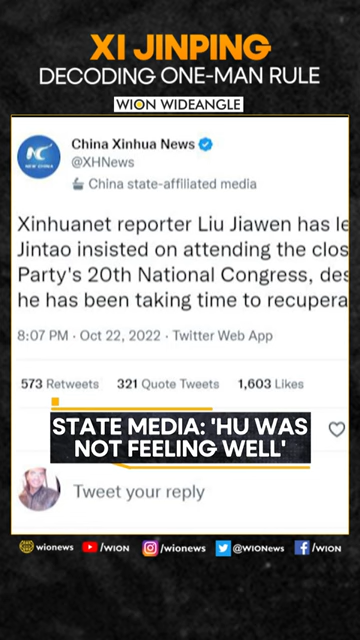 XI JINPING
DECODING ONE-MAN RULE
WION WIDEANGLE
NEW CHINA
China Xinhua News
@XHNews
China state-affiliated media
Xinhuanet reporter Liu Jiawen has le
Jintao insisted on attending the clos
Party's 20th National Congress, des
he has been taking time to recupera
8:07 PM · Oct 22, 2022 · Twitter Web App
573 Retweets 321 Quote Tweets 1,603 Likes
STATE MEDIA: 'HU WAS
NOT FEELING WELL'
Tweet your reply
wionews /WION /wionews @WIONews /WION